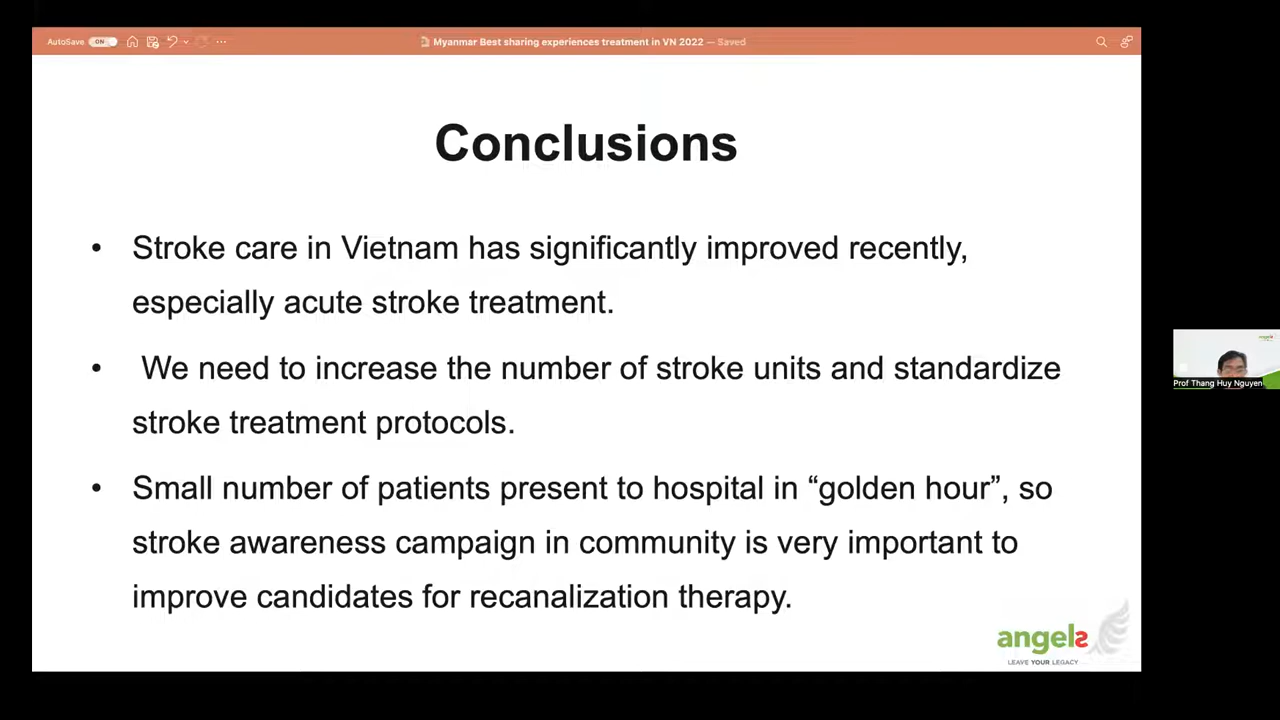 AutoSave ON
Myanmar Best sharing experiences treatment in VN 2022 — Saved
Conclusions
• Stroke care in Vietnam has significantly improved recently,
especially acute stroke treatment.
• We need to increase the number of stroke units and standardize
stroke treatment protocols.
• Small number of patients present to hospital in “golden hour”, so
stroke awareness campaign in community is very important to
improve candidates for recanalization therapy.
angels
LEAVE YOUR LEGACY
angels
Prof Thang Huy Nguyen